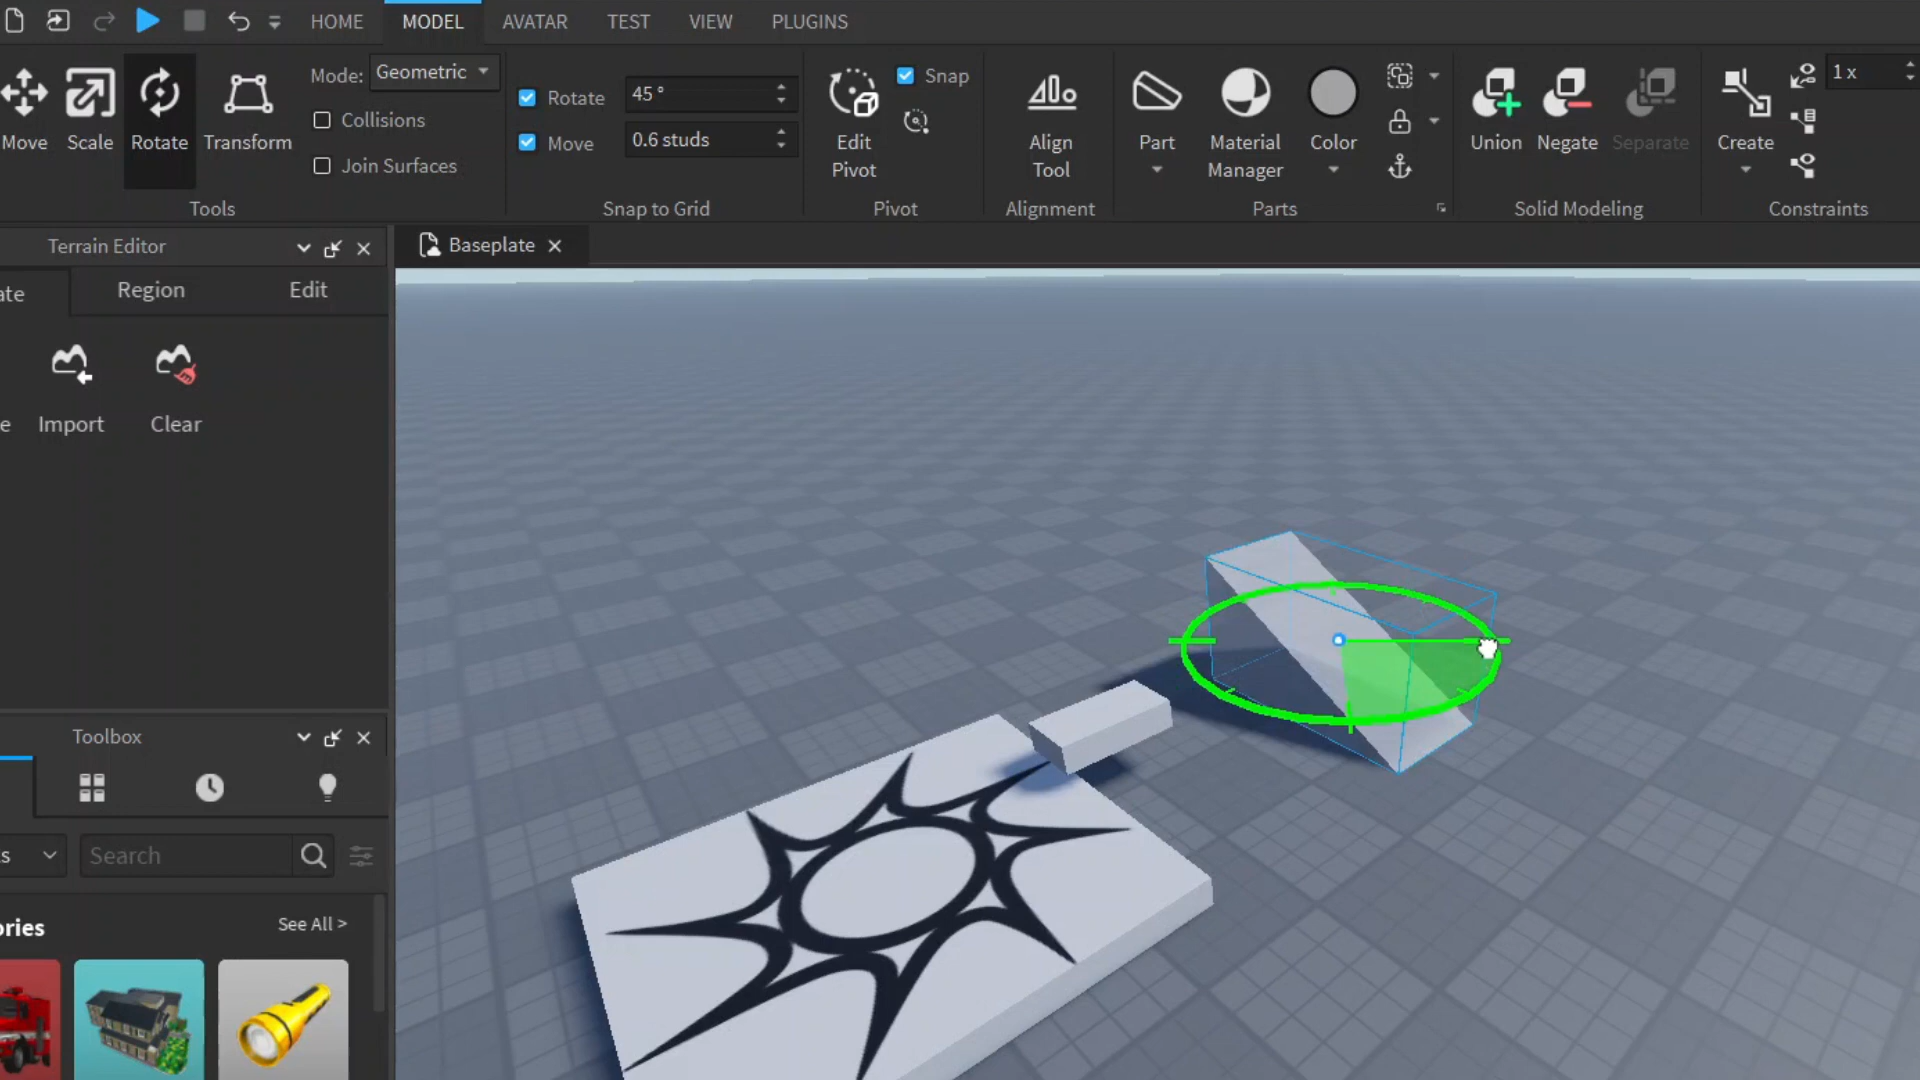 HOME MODEL AVATAR TEST VIEW PLUGINS
Move Scale Rotate Transform
Mode: Geometric
Collisions
Join Surfaces
Tools
Rotate 45 °
Move 0.6 studs
Snap to Grid
Edit Pivot
Snap
Pivot
Align Tool
Alignment
Part
Material Manager
Color
Parts
Union Negate Separate
Solid Modeling
Create
1 x
Constraints
Terrain Editor
Baseplate
ate Region Edit
e Import Clear
Toolbox
s Search
ories See All >